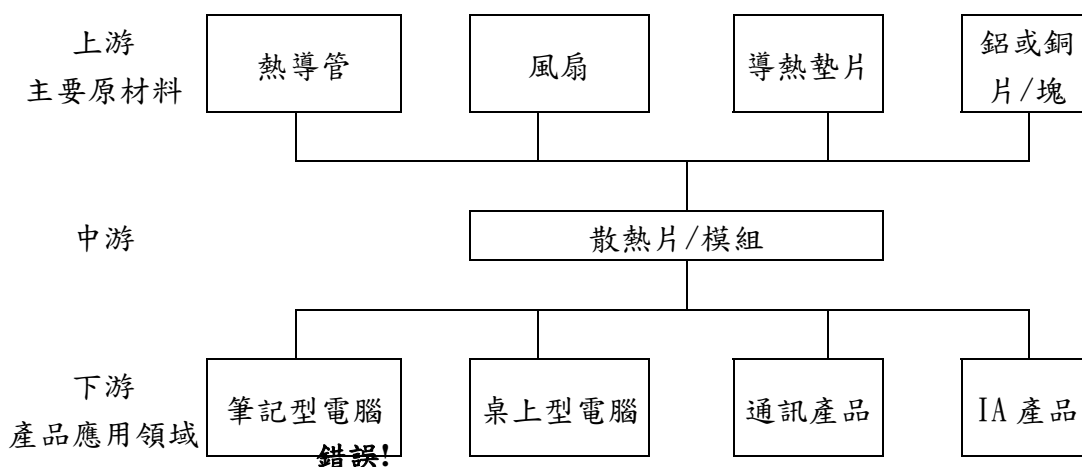 上游
主要原材料
熱導管
風扇
導熱墊片
鋁或銅
片/塊
中游
散熱片/模組
下游
產品應用領域
筆記型電腦
桌上型電腦
通訊產品
IA 產品
錯誤!